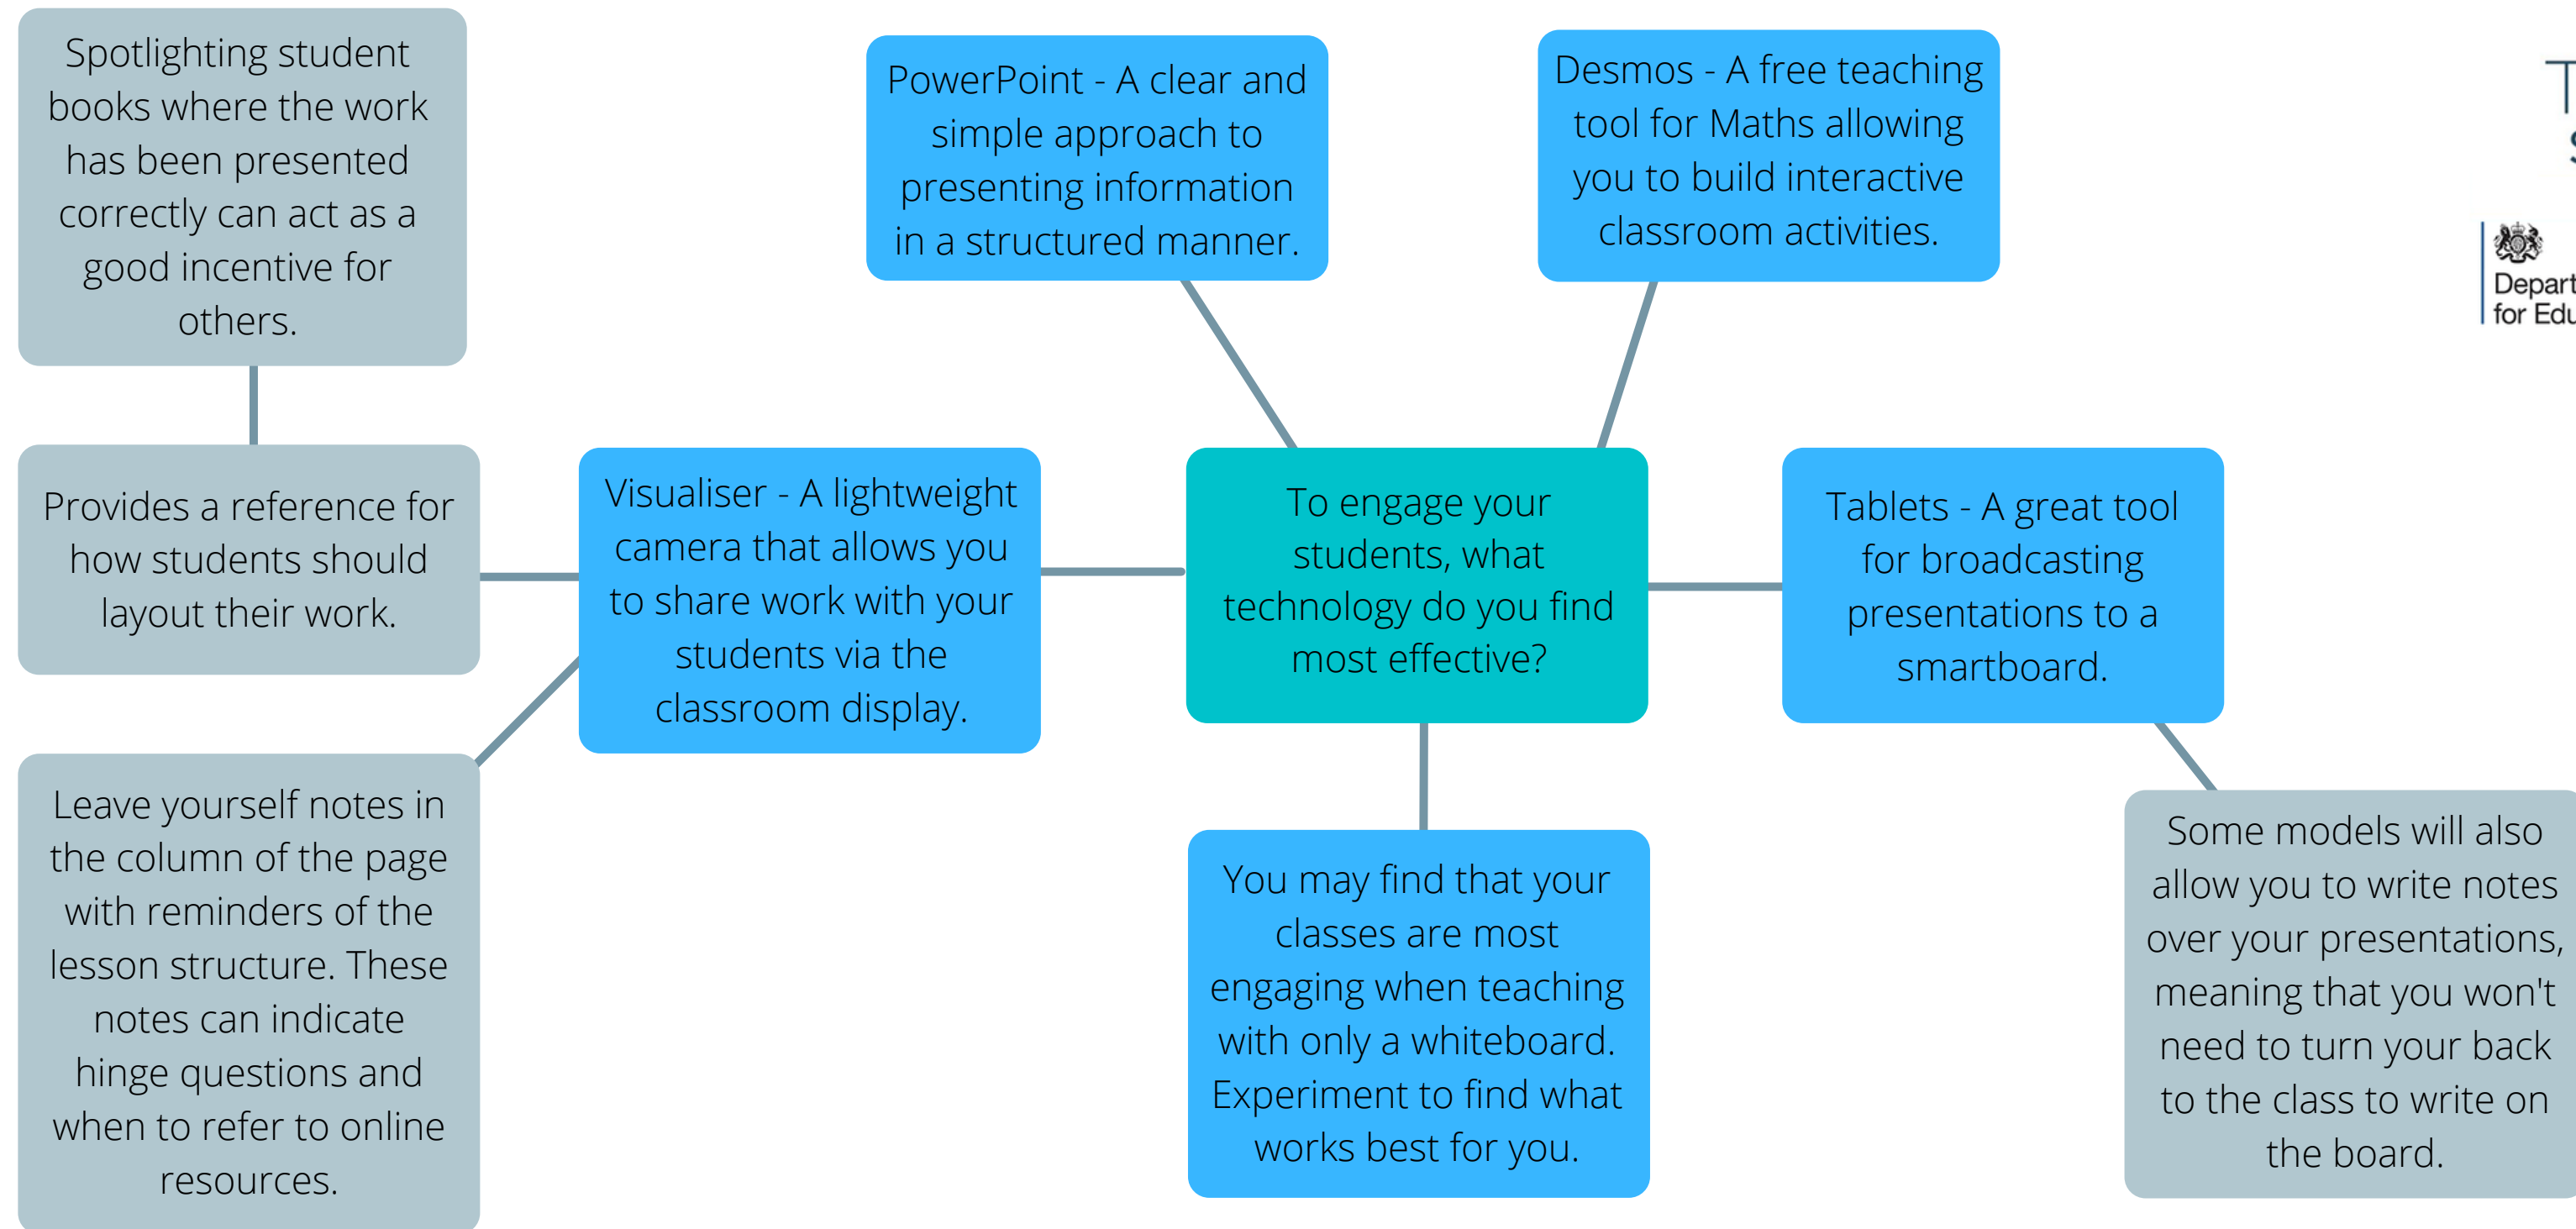 Spotlighting student
books where the work
has been presented
correctly can act as a
good incentive for
others.
PowerPoint - A clear and
simple approach to
presenting information
in a structured manner.
Desmos - A free teaching
tool for Maths allowing
you to build interactive
classroom activities.
Provides a reference for
how students should
layout their work.
Visualiser - A lightweight
camera that allows you
to share work with your
students via the
classroom display.
To engage your
students, what
technology do you find
most effective?
Tablets - A great tool
for broadcasting
presentations to a
smartboard.
Leave yourself notes in
the column of the page
with reminders of the
lesson structure. These
notes can indicate
hinge questions and
when to refer to online
resources.
You may find that your
classes are most
engaging when teaching
with only a whiteboard.
Experiment to find what
works best for you.
Some models will also
allow you to write notes
over your presentations,
meaning that you won't
need to turn your back
to the class to write on
the board.
for